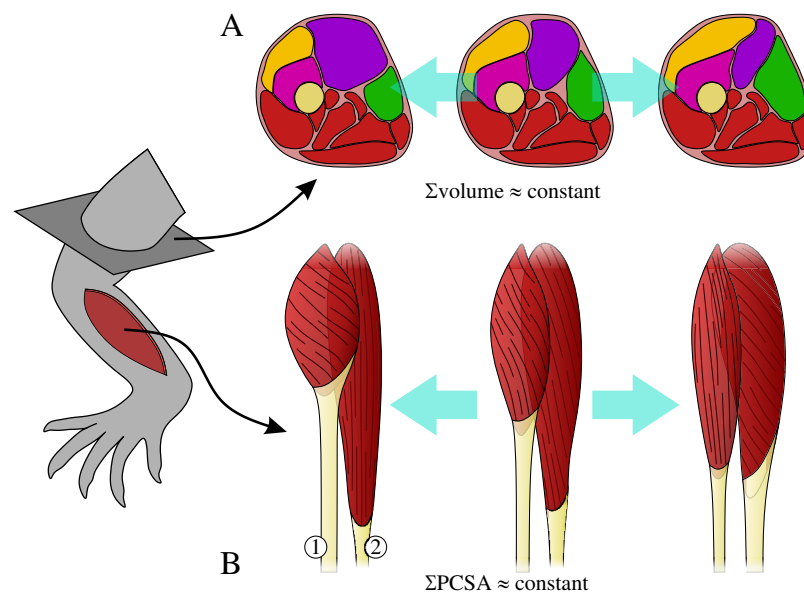 A
Σvolume ≈ constant
1 2
B
ΣPCSA ≈ constant